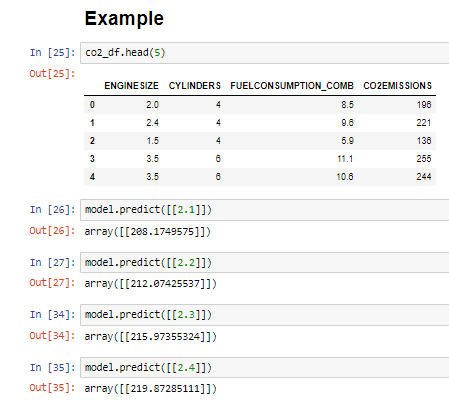 Example
In [25]: co2_df.head(5)
Out[25]:
ENGINESIZE CYLINDERS FUELCONSUMPTION_COMB CO2EMISSIONS
0 2.0 4 8.5 196
1 2.4 4 9.6 221
2 1.5 4 5.9 136
3 3.5 6 11.1 255
4 3.5 6 10.6 244
In [26]: model.predict([[2.1]])
Out[26]: array([[208.1749575]])
In [27]: model.predict([[2.2]])
Out[27]: array([[212.07425537]])
In [34]: model.predict([[2.3]])
Out[34]: array([[215.97355324]])
In [35]: model.predict([[2.4]])
Out[35]: array([[219.87285111]])